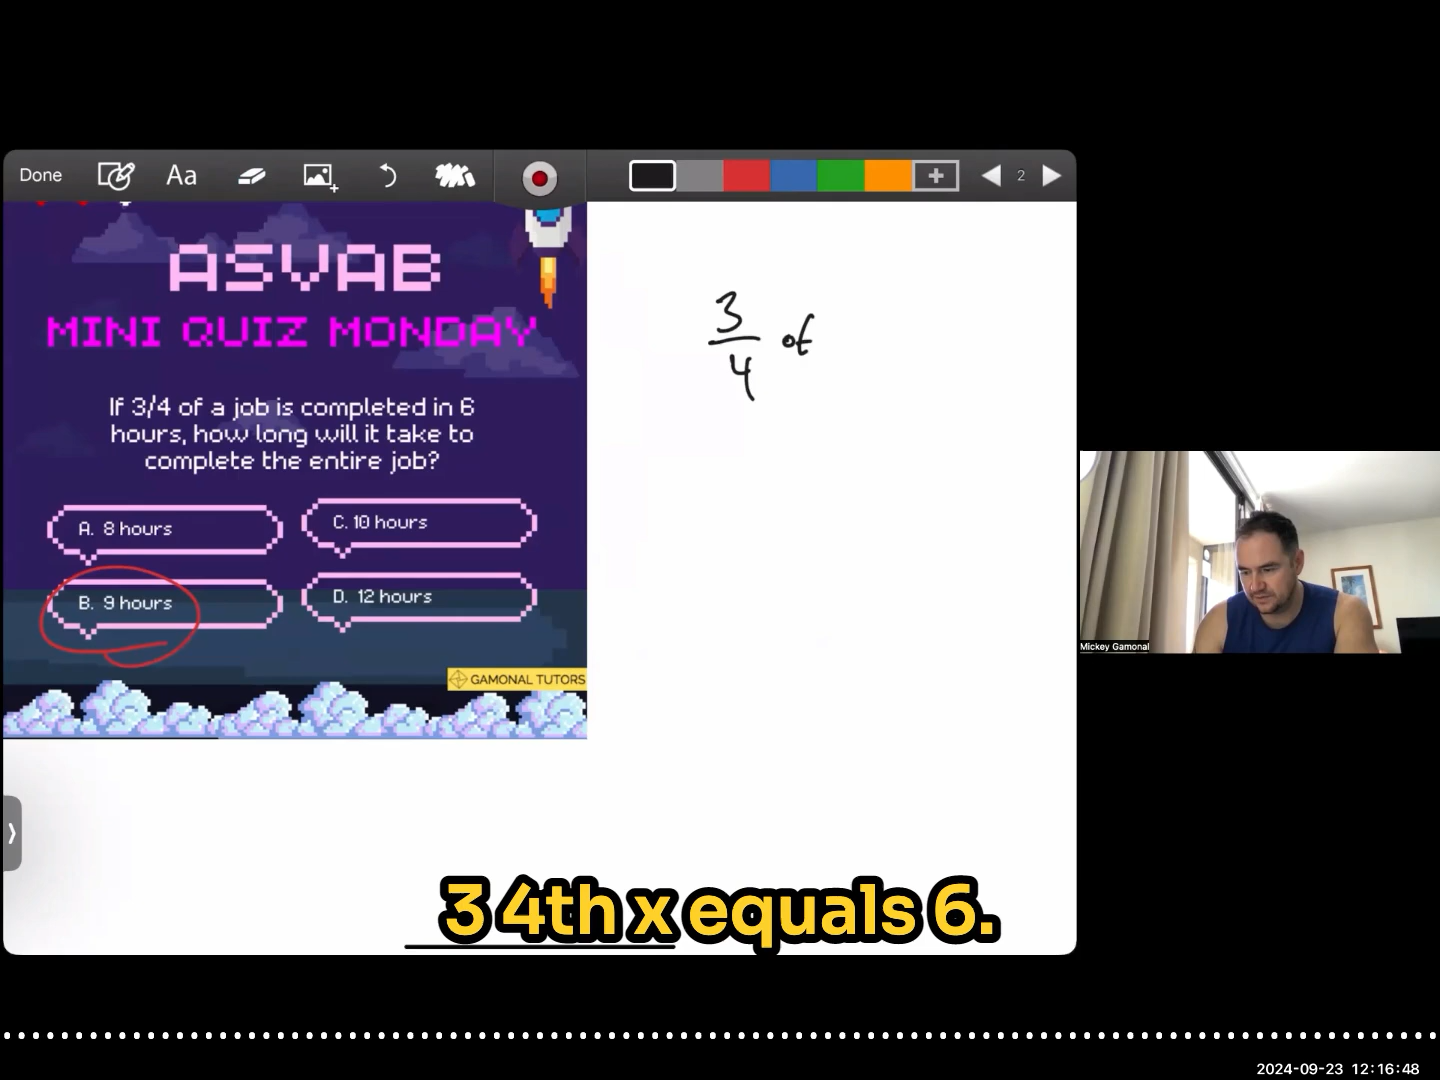 Done
Aa
2
ASVAB
MINI QUIZ MONDAY
If 3/4 of a job is completed in 6
hours, how long will it take to
complete the entire job?
A. 8 hours
C. 10 hours
B. 9 hours
D. 12 hours
GAMONAL TUTORS
3
4
of
Mickey Gamonal
3 4th x equals 6.
2024-09-23 12:16:48